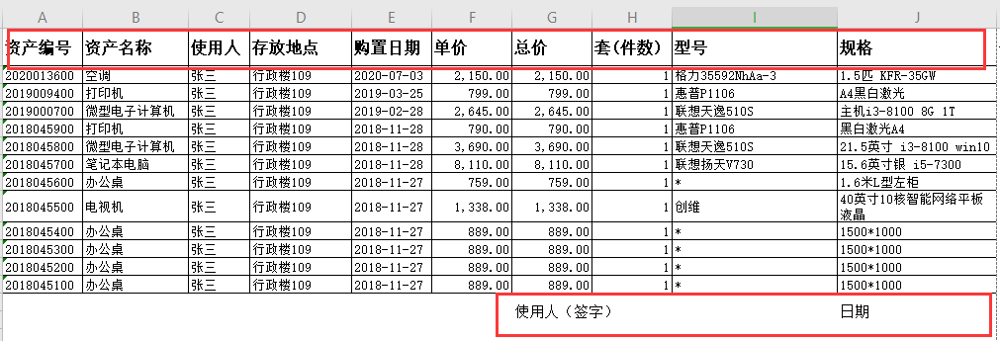 A B C D E F G H I J
资产编号 资产名称 使用人 存放地点 购置日期 单价 总价 套(件数) 型号 规格
2020013600 空调 张三 行政楼109 2020-07-03 2,150.00 2,150.00 1 格力35592NhAa-3 1.5匹 KFR-35GW
2019009400 打印机 张三 行政楼109 2019-03-25 799.00 799.00 1 惠普P1106 A4黑白激光
2019000700 微型电子计算机 张三 行政楼109 2019-02-28 2,645.00 2,645.00 1 联想天逸510S 主机i3-8100 8G 1T
2018045900 打印机 张三 行政楼109 2018-11-28 790.00 790.00 1 惠普P1106 黑白激光A4
2018045800 微型电子计算机 张三 行政楼109 2018-11-28 3,690.00 3,690.00 1 联想天逸510S 21.5英寸 i3-8100 win10
2018045700 笔记本电脑 张三 行政楼109 2018-11-28 8,110.00 8,110.00 1 联想扬天V730 15.6英寸银 i5-7300
2018045600 办公桌 张三 行政楼109 2018-11-27 759.00 759.00 1 * 1.6米L型左柜
2018045500 电视机 张三 行政楼109 2018-11-27 1,338.00 1,338.00 1 创维 40英寸10核智能网络平板
液晶
2018045400 办公桌 张三 行政楼109 2018-11-27 889.00 889.00 1 * 1500*1000
2018045300 办公桌 张三 行政楼109 2018-11-27 889.00 889.00 1 * 1500*1000
2018045200 办公桌 张三 行政楼109 2018-11-27 889.00 889.00 1 * 1500*1000
2018045100 办公桌 张三 行政楼109 2018-11-27 889.00 889.00 1 * 1500*1000
使用人（签字） 日期